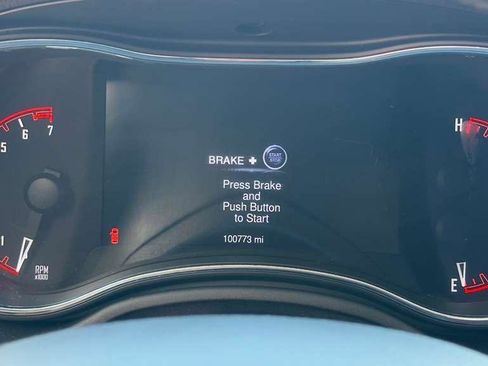 5 6 7
H
BRAKE + START STOP
Press Brake
and
Push Button
to Start
100773 mi
1
RPM
x1000
E